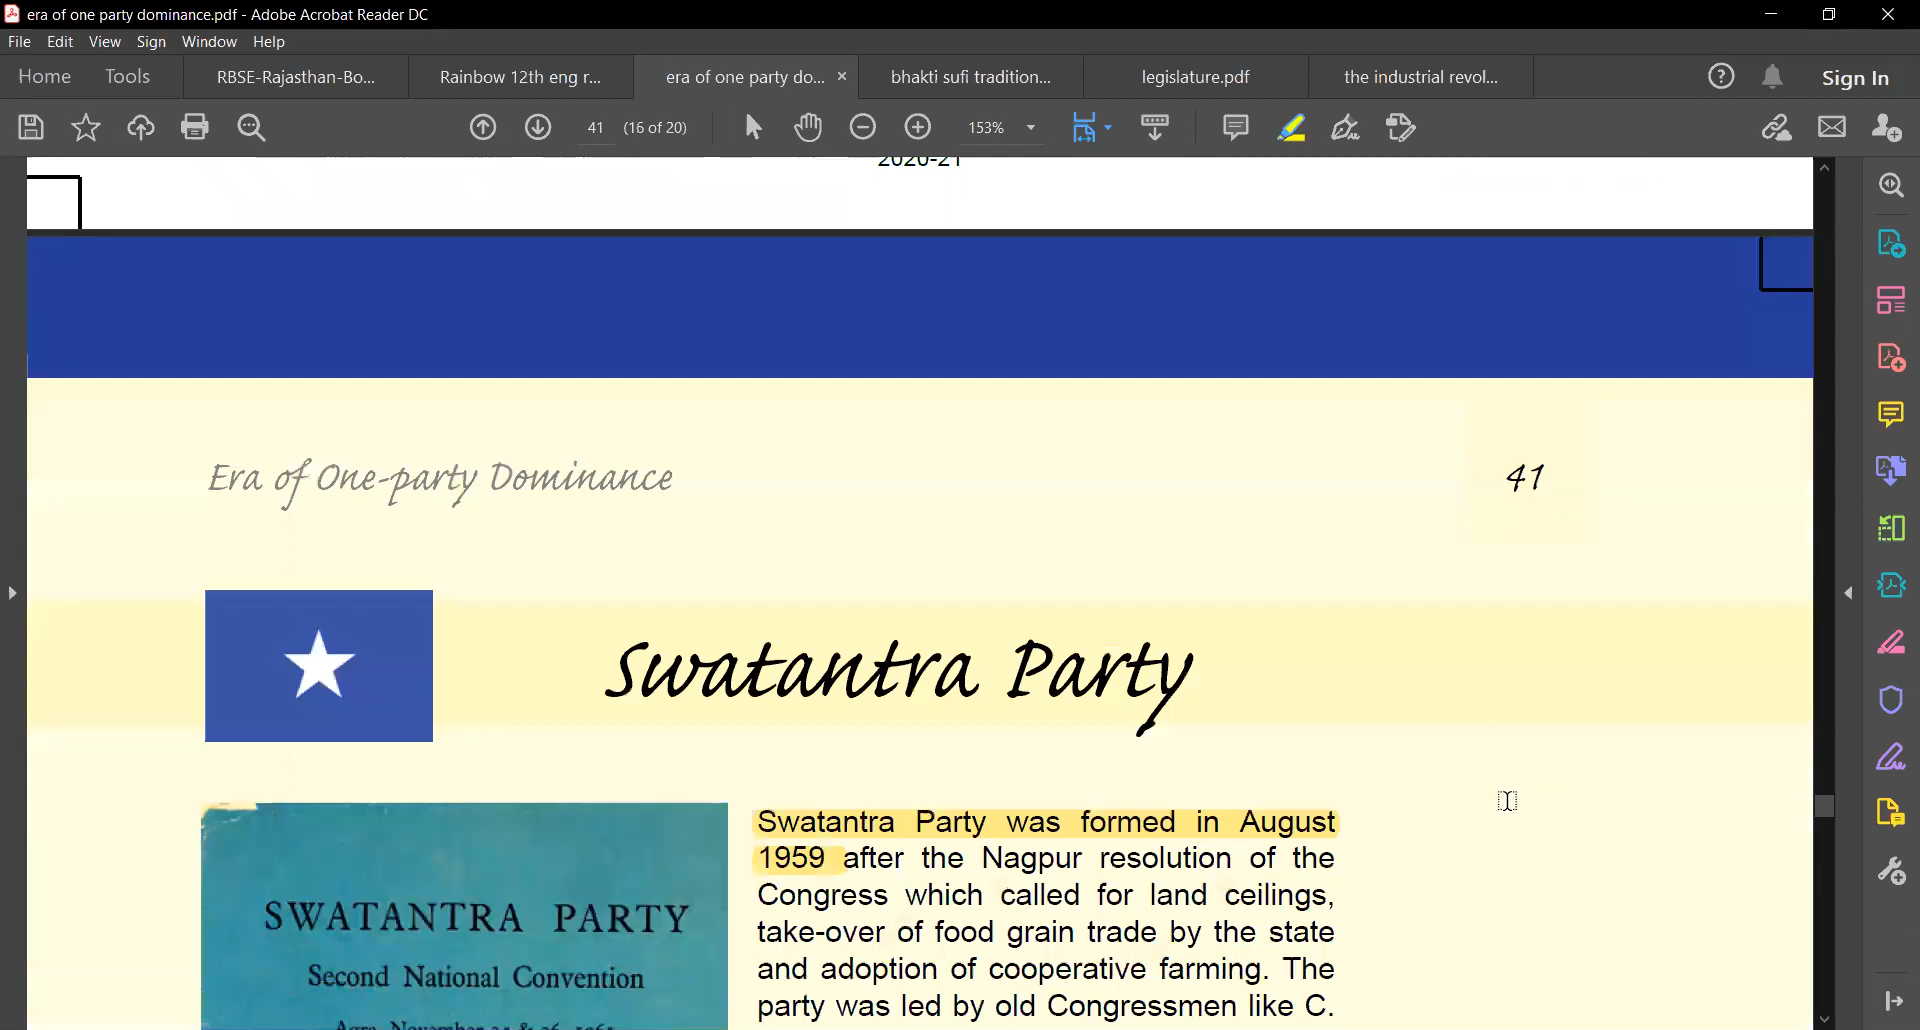 era of one party dominance.pdf - Adobe Acrobat Reader DC
File Edit View Sign Window Help
Home Tools RBSE-Rajasthan-Bo... Rainbow 12th eng r... era of one party do... bhakti sufi tradition... legislature.pdf the industrial revol... Sign In
41 (16 of 20) 153%
2020-21
Era of One-party Dominance 41
Swatantra Party
SWATANTRA PARTY
Second National Convention
Swatantra Party was formed in August
1959 after the Nagpur resolution of the
Congress which called for land ceilings,
take-over of food grain trade by the state
and adoption of cooperative farming. The
party was led by old Congressmen like C.